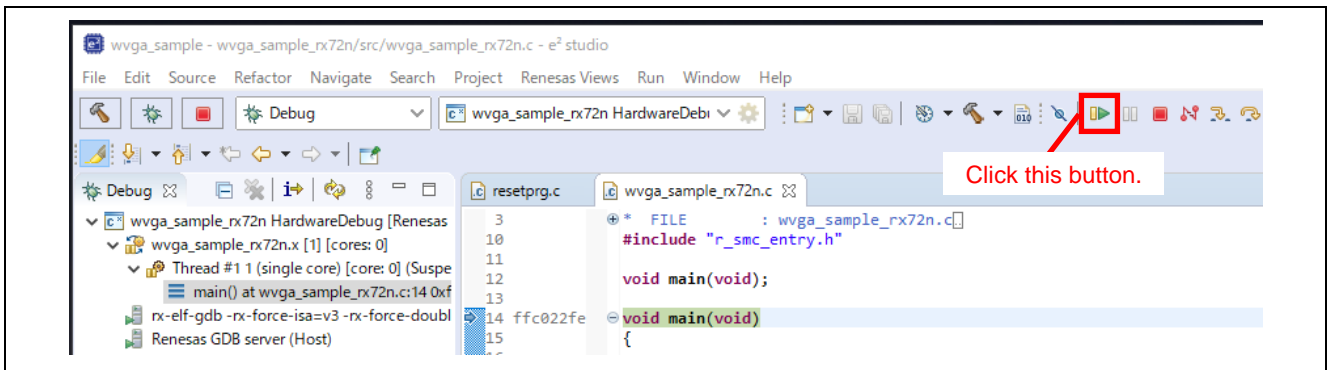 wvga_sample - wvga_sample_rx72n/src/wvga_sample_rx72n.c - e² studio
File Edit Source Refactor Navigate Search Project Renesas Views Run Window Help
Debug wvga_sample_rx72n HardwareDebu 010
Click this button.
Debug resetprg.c wvga_sample_rx72n.c
wvga_sample_rx72n HardwareDebug [Renesas 3 * FILE : wvga_sample_rx72n.c
wvga_sample_rx72n.x [1] [cores: 0] 10 #include "r_smc_entry.h"
11
Thread #1 1 (single core) [core: 0] (Suspe 12 void main(void);
main() at wvga_sample_rx72n.c:14 0xf 13
rx-elf-gdb -rx-force-isa=v3 -rx-force-doubl 14 ffc022fe void main(void)
Renesas GDB server (Host) 15 {